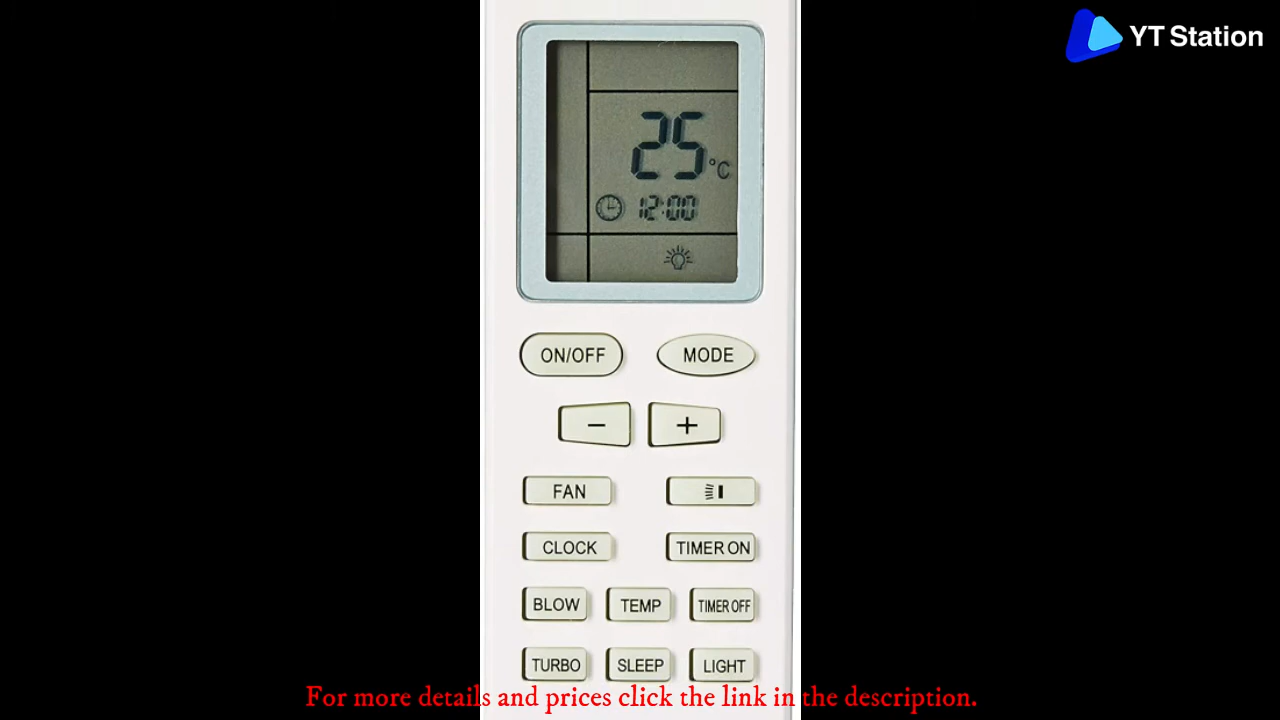 YT Station
25 °C
12:00
ON/OFF
MODE
− +
FAN
CLOCK
TIMER ON
BLOW
TEMP
TIMER OFF
TURBO
SLEEP
LIGHT
For more details and prices click the link in the description.